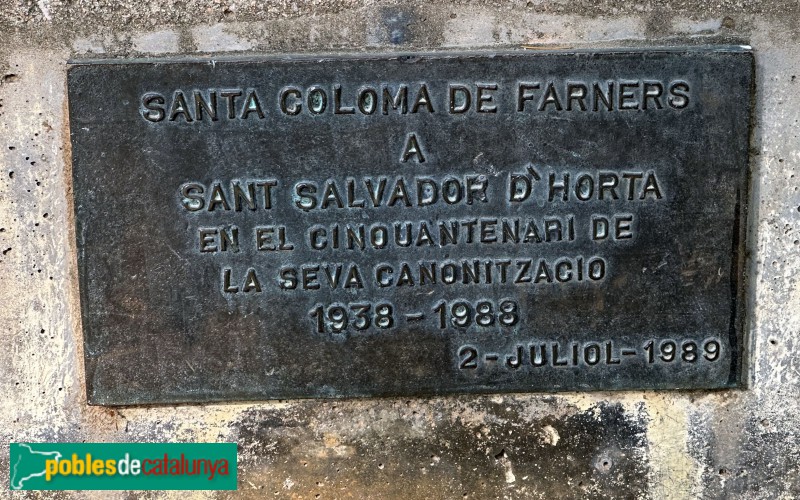 SANTA COLOMA DE FARNERS
A
SANT SALVADOR D'HORTA
EN EL CINQUANTENARI DE
LA SEVA CANONITZACIO
1938 - 1988
2 - JULIOL - 1989
poblesdecatalunya